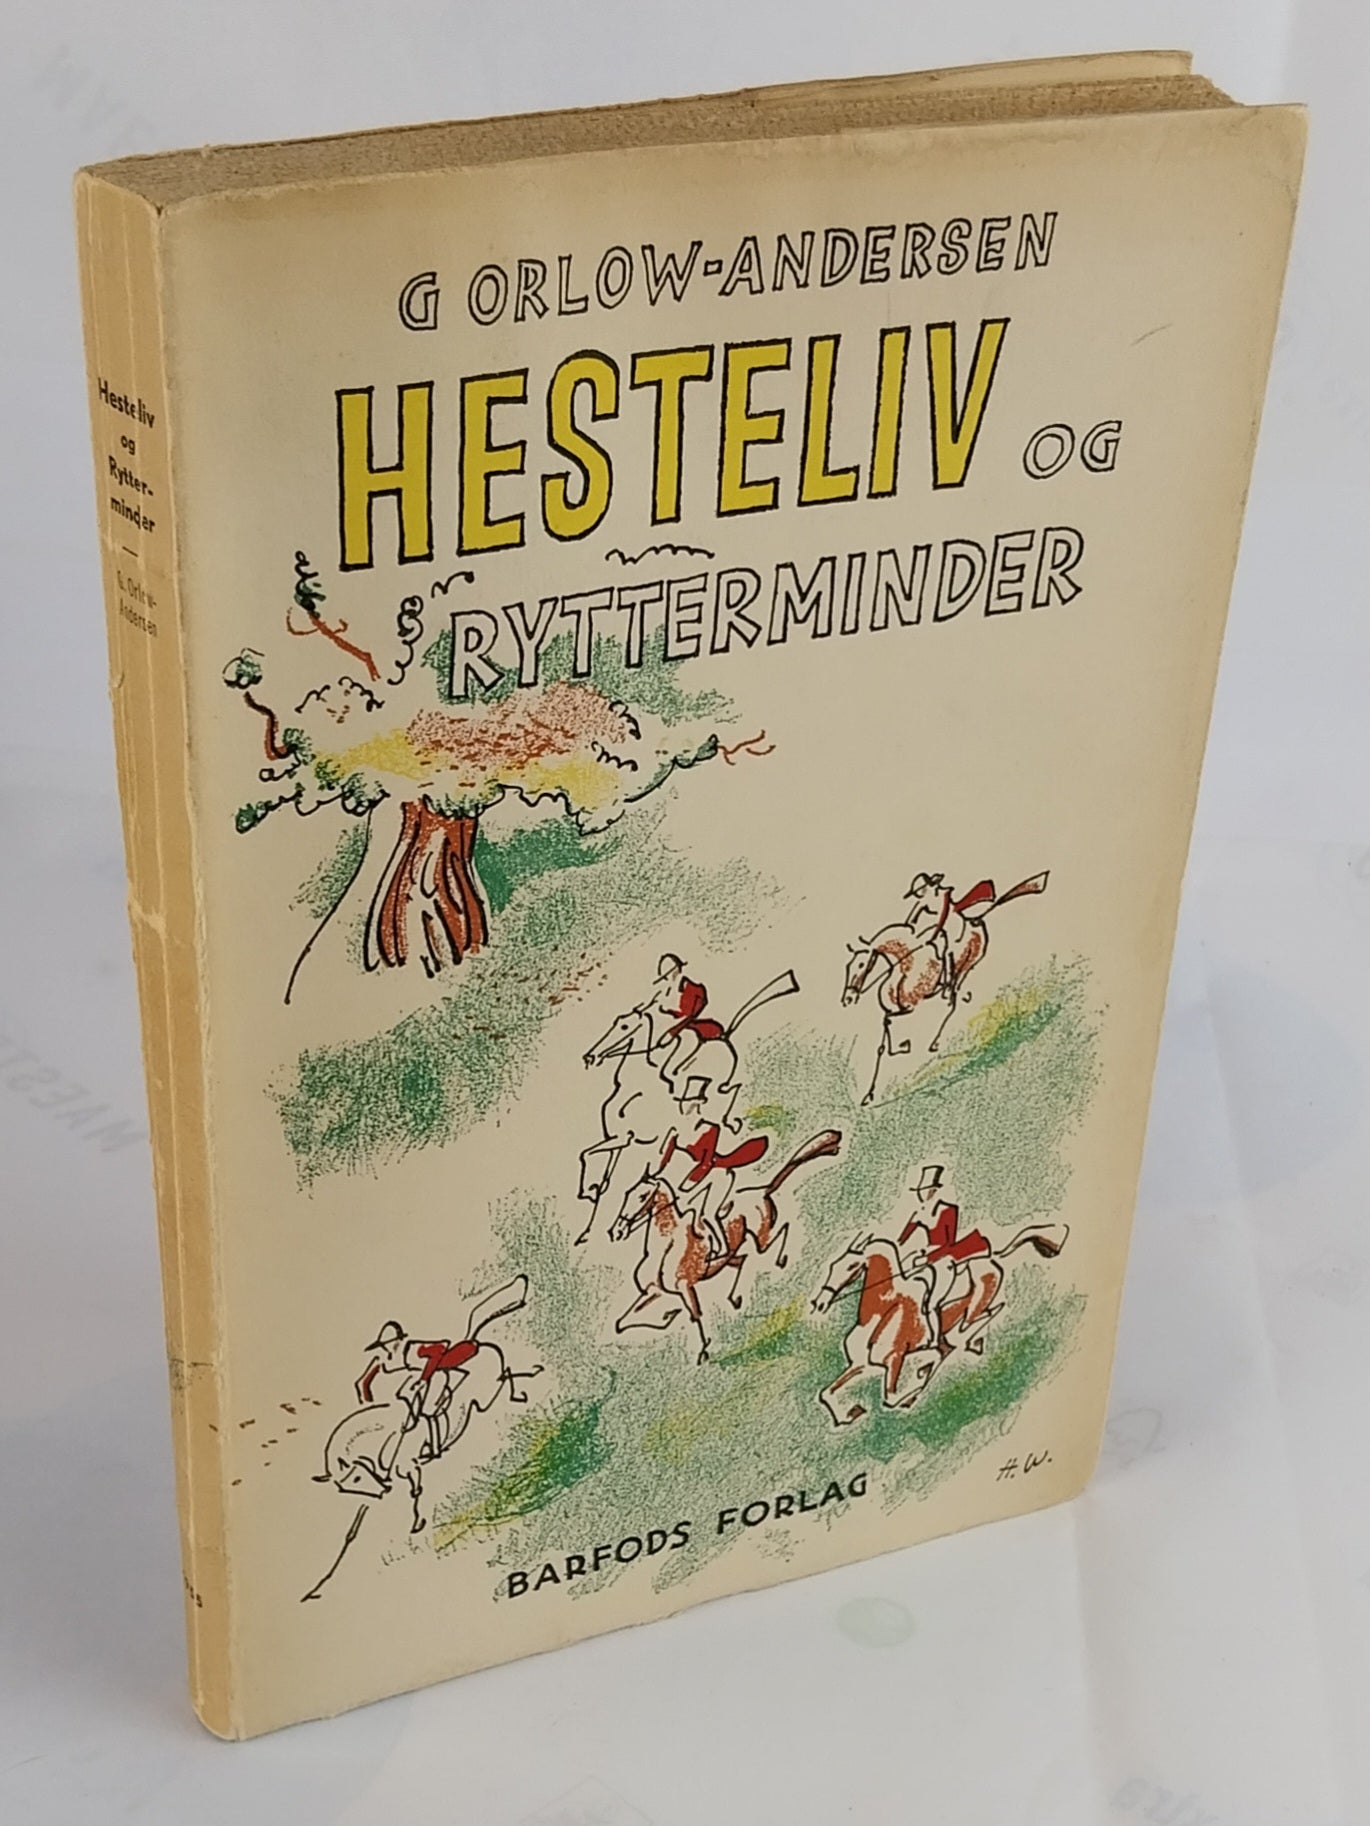 G ORLOW-ANDERSEN
HESTELIV OG
RYTTERMINDER
H.W.
BARFODS FORLAG
Hesteliv
og
Rytter-
minder
G. Orlow-
Andersen